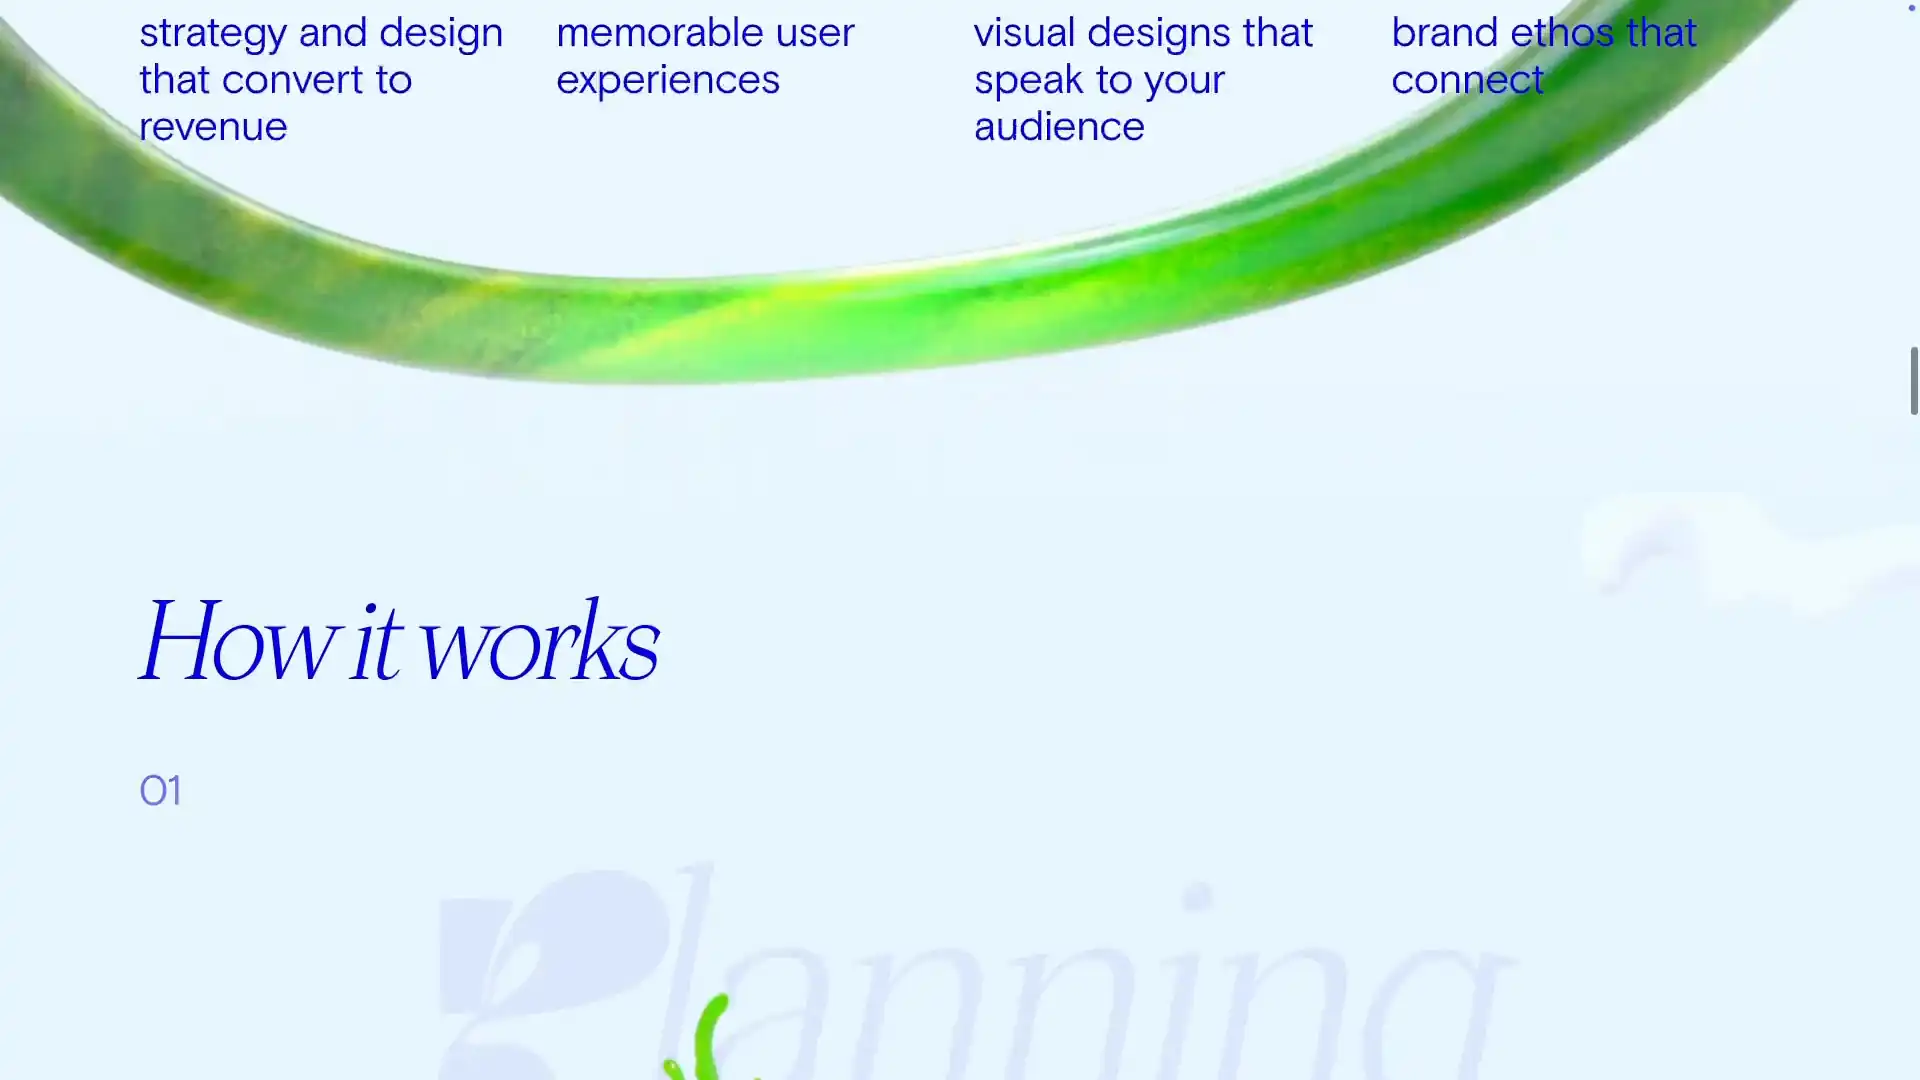 strategy and design
that convert to
revenue
memorable user
experiences
visual designs that
speak to your
audience
brand ethos that
connect
How it works
01
Planning